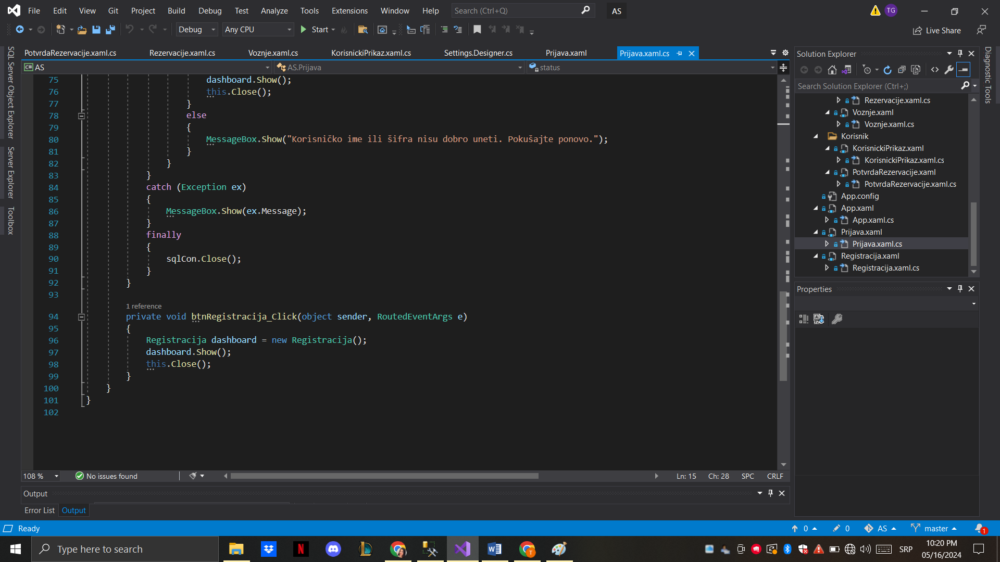 File Edit View Git Project Build Debug Test Analyze Tools Extensions Window Help Search (Ctrl+Q) AS TG
Debug Any CPU Start Live Share
PotvrdaRezervacije.xaml.cs Rezervacije.xaml.cs Voznje.xaml.cs KorisnickiPrikaz.xaml.cs Settings.Designer.cs Prijava.xaml Prijava.xaml.cs
C# AS AS.Prijava status
75 dashboard.Show();
76 this.Close();
77 }
78 else
79 {
80 MessageBox.Show("Korisničko ime ili šifra nisu dobro uneti. Pokušajte ponovo.");
81 }
82 }
83 }
84 catch (Exception ex)
85 {
86 MessageBox.Show(ex.Message);
87 }
88 finally
89 {
90 sqlCon.Close();
91 }
92 }
93
1 reference
94 private void btnRegistracija_Click(object sender, RoutedEventArgs e)
95 {
96 Registracija dashboard = new Registracija();
97 dashboard.Show();
98 this.Close();
99 }
100 }
101 }
102
108 % No issues found Ln: 15 Ch: 28 SPC CRLF
Output
Error List Output
SQL Server Object Explorer
Server Explorer
Toolbox
Solution Explorer
Search Solution Explorer (Ctrl+;)
Rezervacije.xaml.cs
Voznje.xaml
Voznje.xaml.cs
Korisnik
KorisnickiPrikaz.xaml
KorisnickiPrikaz.xaml.cs
PotvrdaRezervacije.xaml
PotvrdaRezervacije.xaml.cs
App.config
App.xaml
App.xaml.cs
Prijava.xaml
Prijava.xaml.cs
Registracija.xaml
Registracija.xaml.cs
Properties
Diagnostic Tools
Ready 0 0 AS master 1
Type here to search SRP 10:20 PM
05/16/2024